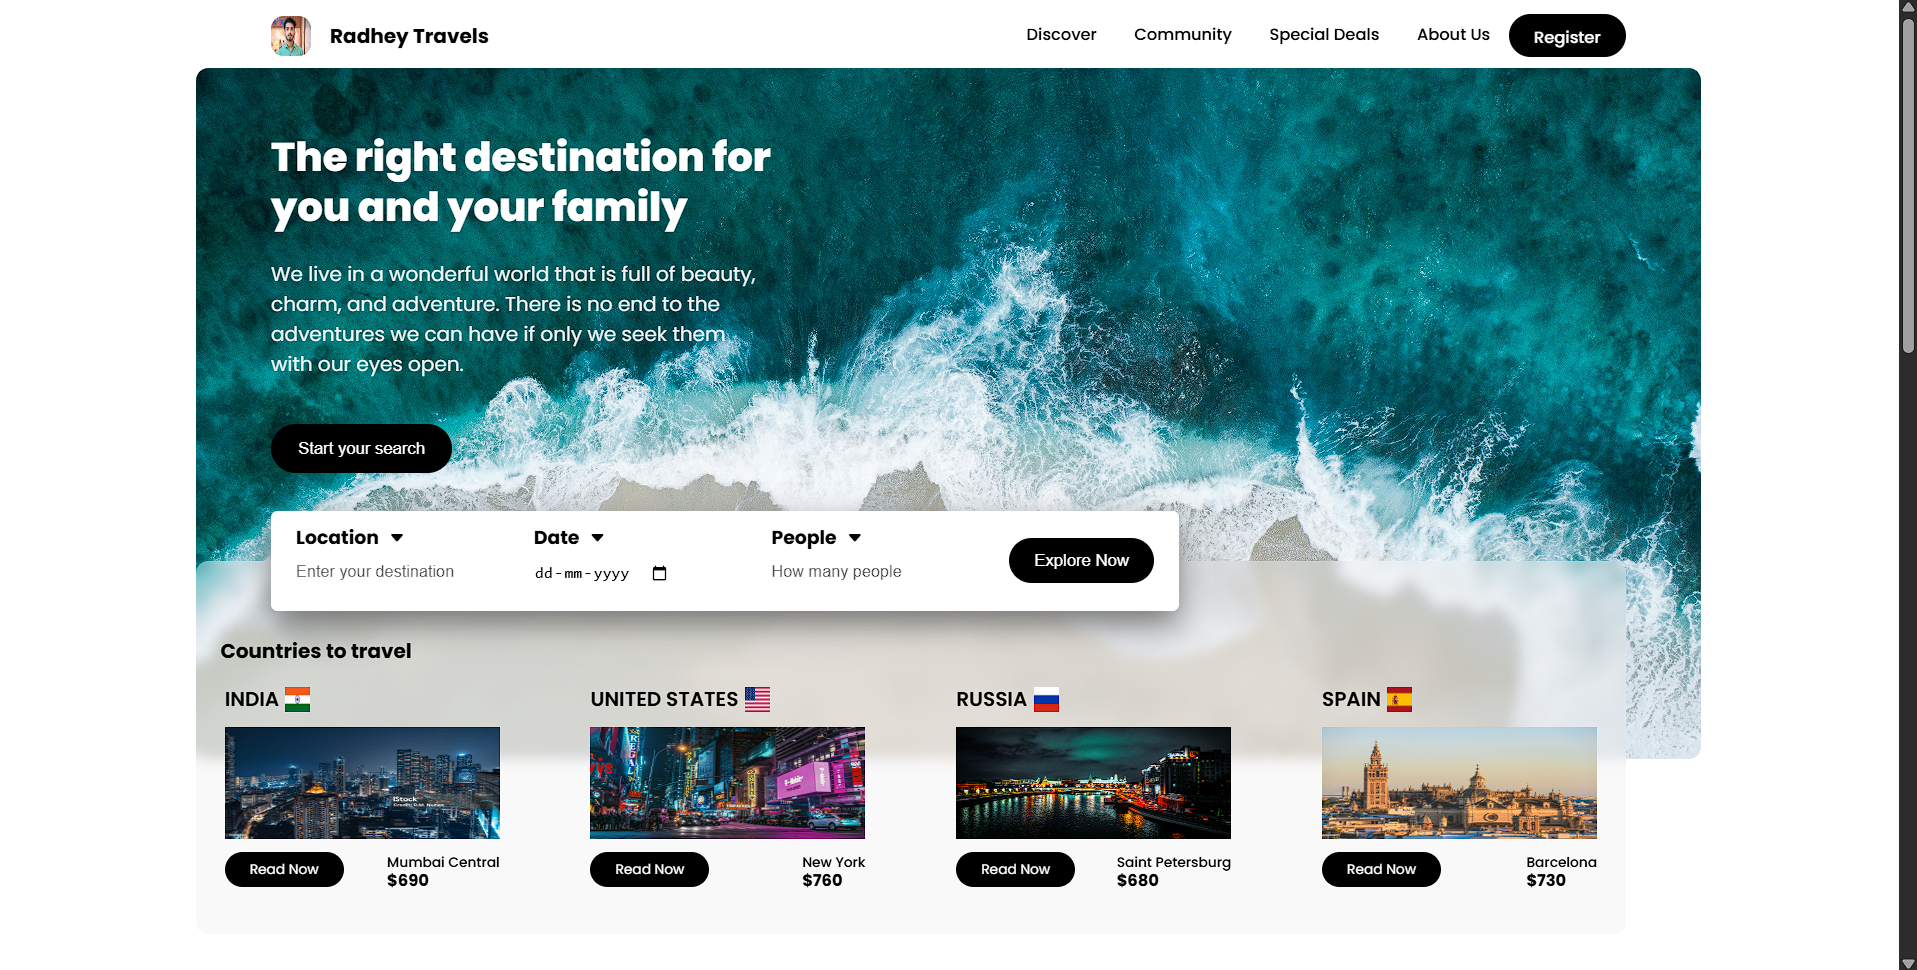 Radhey Travels
Discover
Community
Special Deals
About Us
Register
The right destination for
you and your family
We live in a wonderful world that is full of beauty,
charm, and adventure. There is no end to the
adventures we can have if only we seek them
with our eyes open.
Start your search
Location
Date
People
Enter your destination
dd-mm-yyyy
How many people
Explore Now
Countries to travel
INDIA
UNITED STATES
RUSSIA
SPAIN
iStock
Read Now
Mumbai Central
$690
Read Now
New York
$760
Read Now
Saint Petersburg
$680
Read Now
Barcelona
$730